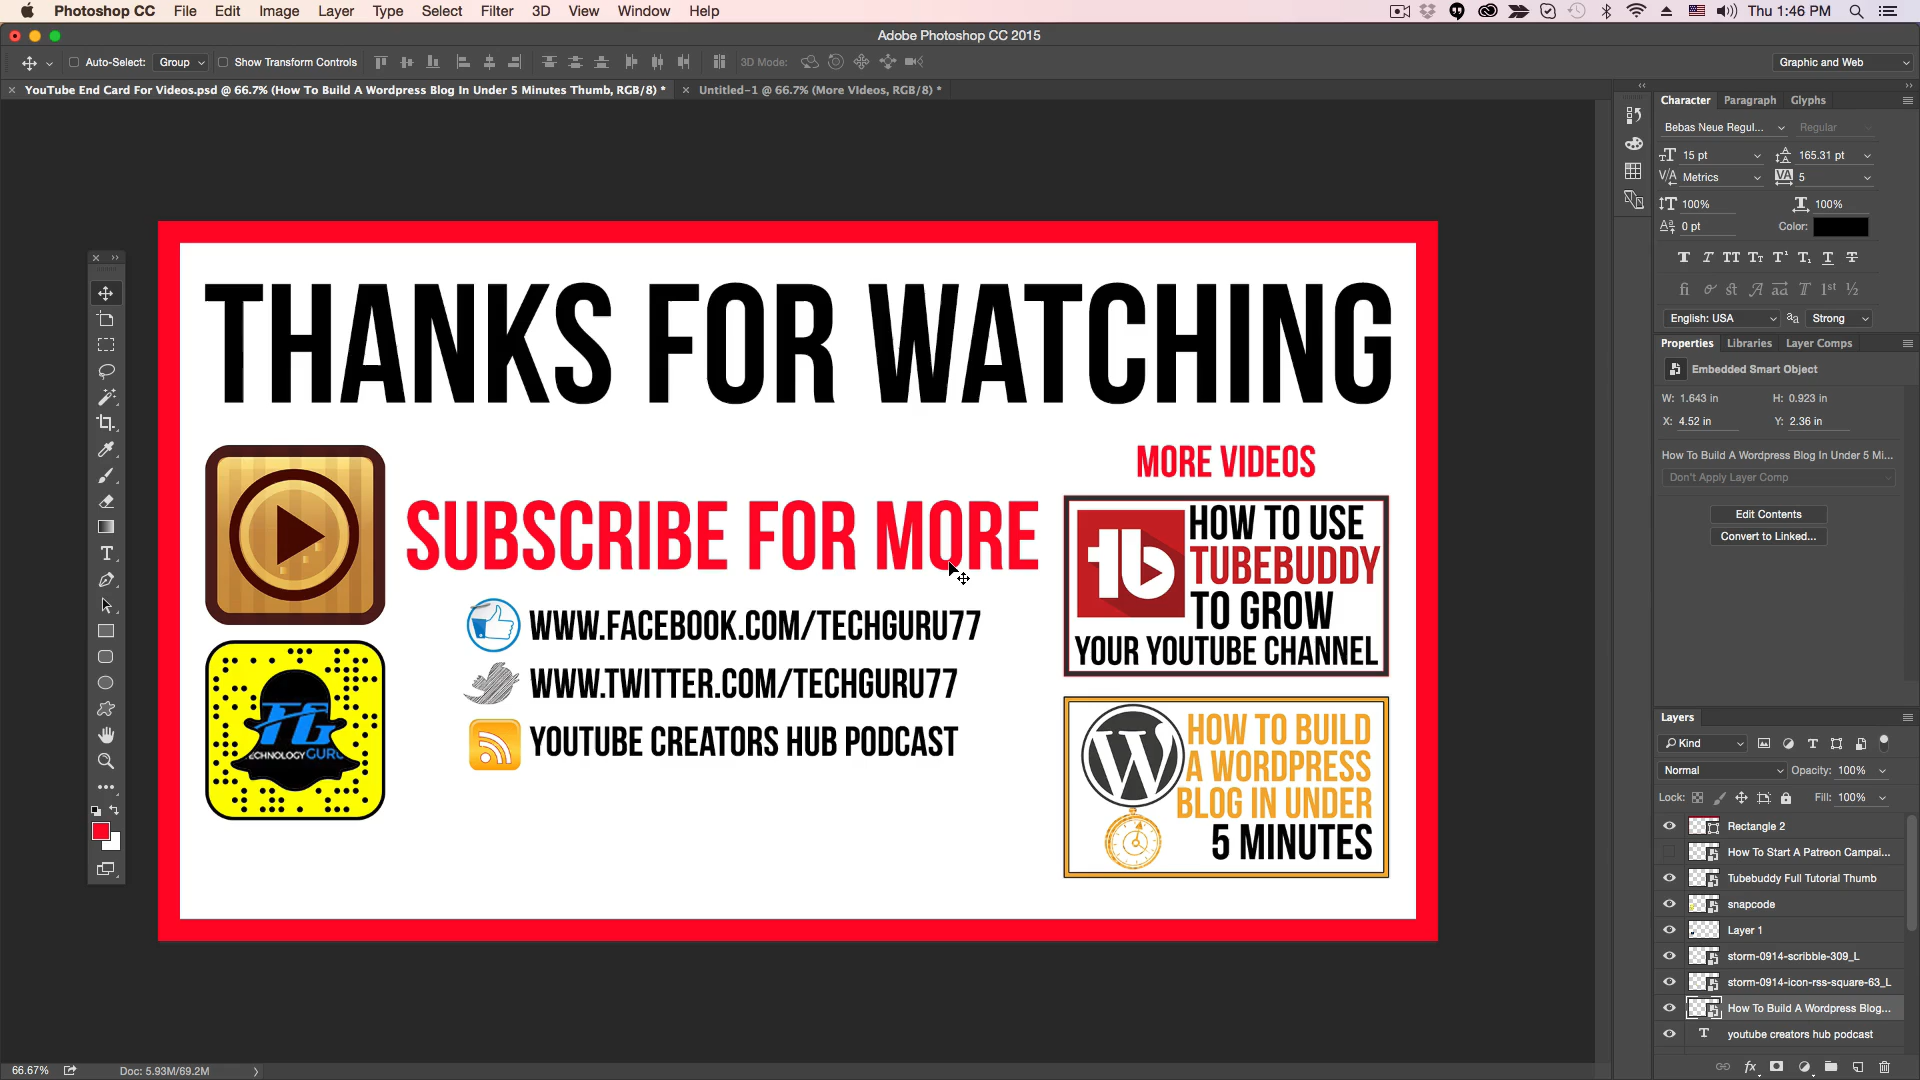 Photoshop CC File Edit Image Layer Type Select Filter 3D View Window Help Thu 1:46 PM
Adobe Photoshop CC 2015
Auto-Select: Group Show Transform Controls 3D Mode: Graphic and Web
YouTube End Card For Videos.psd @ 66.7% (How To Build A Wordpress Blog In Under 5 Minutes Thumb, RGB/8) * Untitled-1 @ 66.7% (More VIdeos, RGB/8) *
THANKS FOR WATCHING
SUBSCRIBE FOR MORE
WWW.FACEBOOK.COM/TECHGURU77
WWW.TWITTER.COM/TECHGURU77
YOUTUBE CREATORS HUB PODCAST
TECHNOLOGYGURU
MORE VIDEOS
tb
HOW TO USE
TUBEBUDDY
TO GROW
YOUR YOUTUBE CHANNEL
W
HOW TO BUILD
A WORDPRESS
BLOG IN UNDER
5 MINUTES
Character Paragraph Glyphs
Bebas Neue Regul... Regular
15 pt 165.31 pt
Metrics 5
100% 100%
0 pt Color:
English: USA Strong
Properties Libraries Layer Comps
Embedded Smart Object
W: 1.643 in H: 0.923 in
X: 4.52 in Y: 2.36 in
How To Build A Wordpress Blog In Under 5 Mi...
Don't Apply Layer Comp
Edit Contents
Convert to Linked...
Layers
Kind
Normal Opacity: 100%
Lock: Fill: 100%
Rectangle 2
How To Start A Patreon Campai...
Tubebuddy Full Tutorial Thumb
snapcode
Layer 1
storm-0914-scribble-309_L
storm-0914-icon-rss-square-63_L
How To Build A Wordpress Blog...
youtube creators hub podcast
66.67% Doc: 5.93M/69.2M